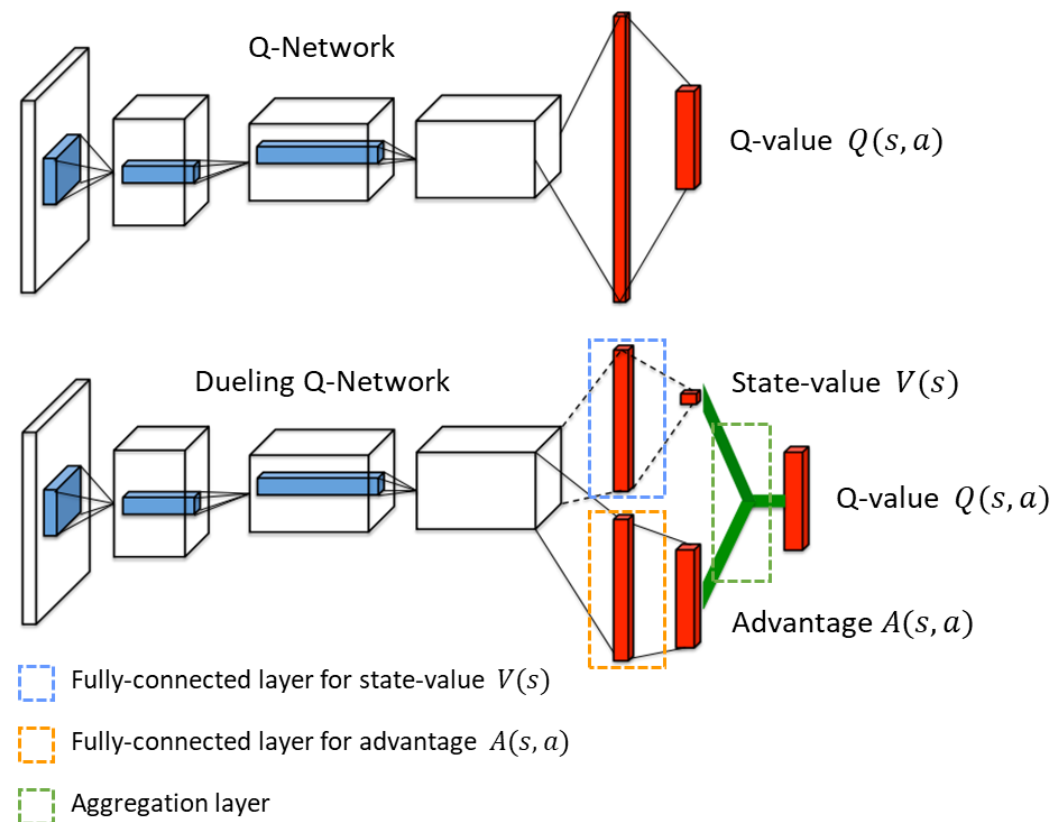 Q-Network
Q-value Q(s, a)
Dueling Q-Network
State-value V(s)
Q-value Q(s, a)
Advantage A(s, a)
Fully-connected layer for state-value V(s)
Fully-connected layer for advantage A(s, a)
Aggregation layer